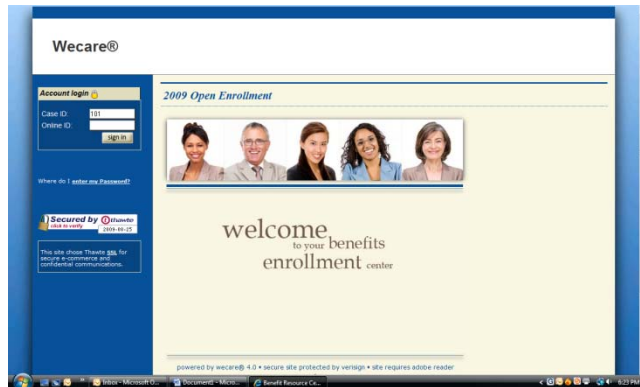 Wecare®
Account login
Case ID: 101
Online ID:
sign in
Where do I enter my Password?
Secured by thawte
click to verify 2009-08-25
This site chose Thawte SSL for
secure e-commerce and
confidential communications.
2009 Open Enrollment
welcome
to your benefits
enrollment center
powered by wecare® 4.0 • secure site protected by verisign • site requires adobe reader
Inbox - Microsoft O... Document1 - Micro... Benefit Resource Ce... 6:23 PM